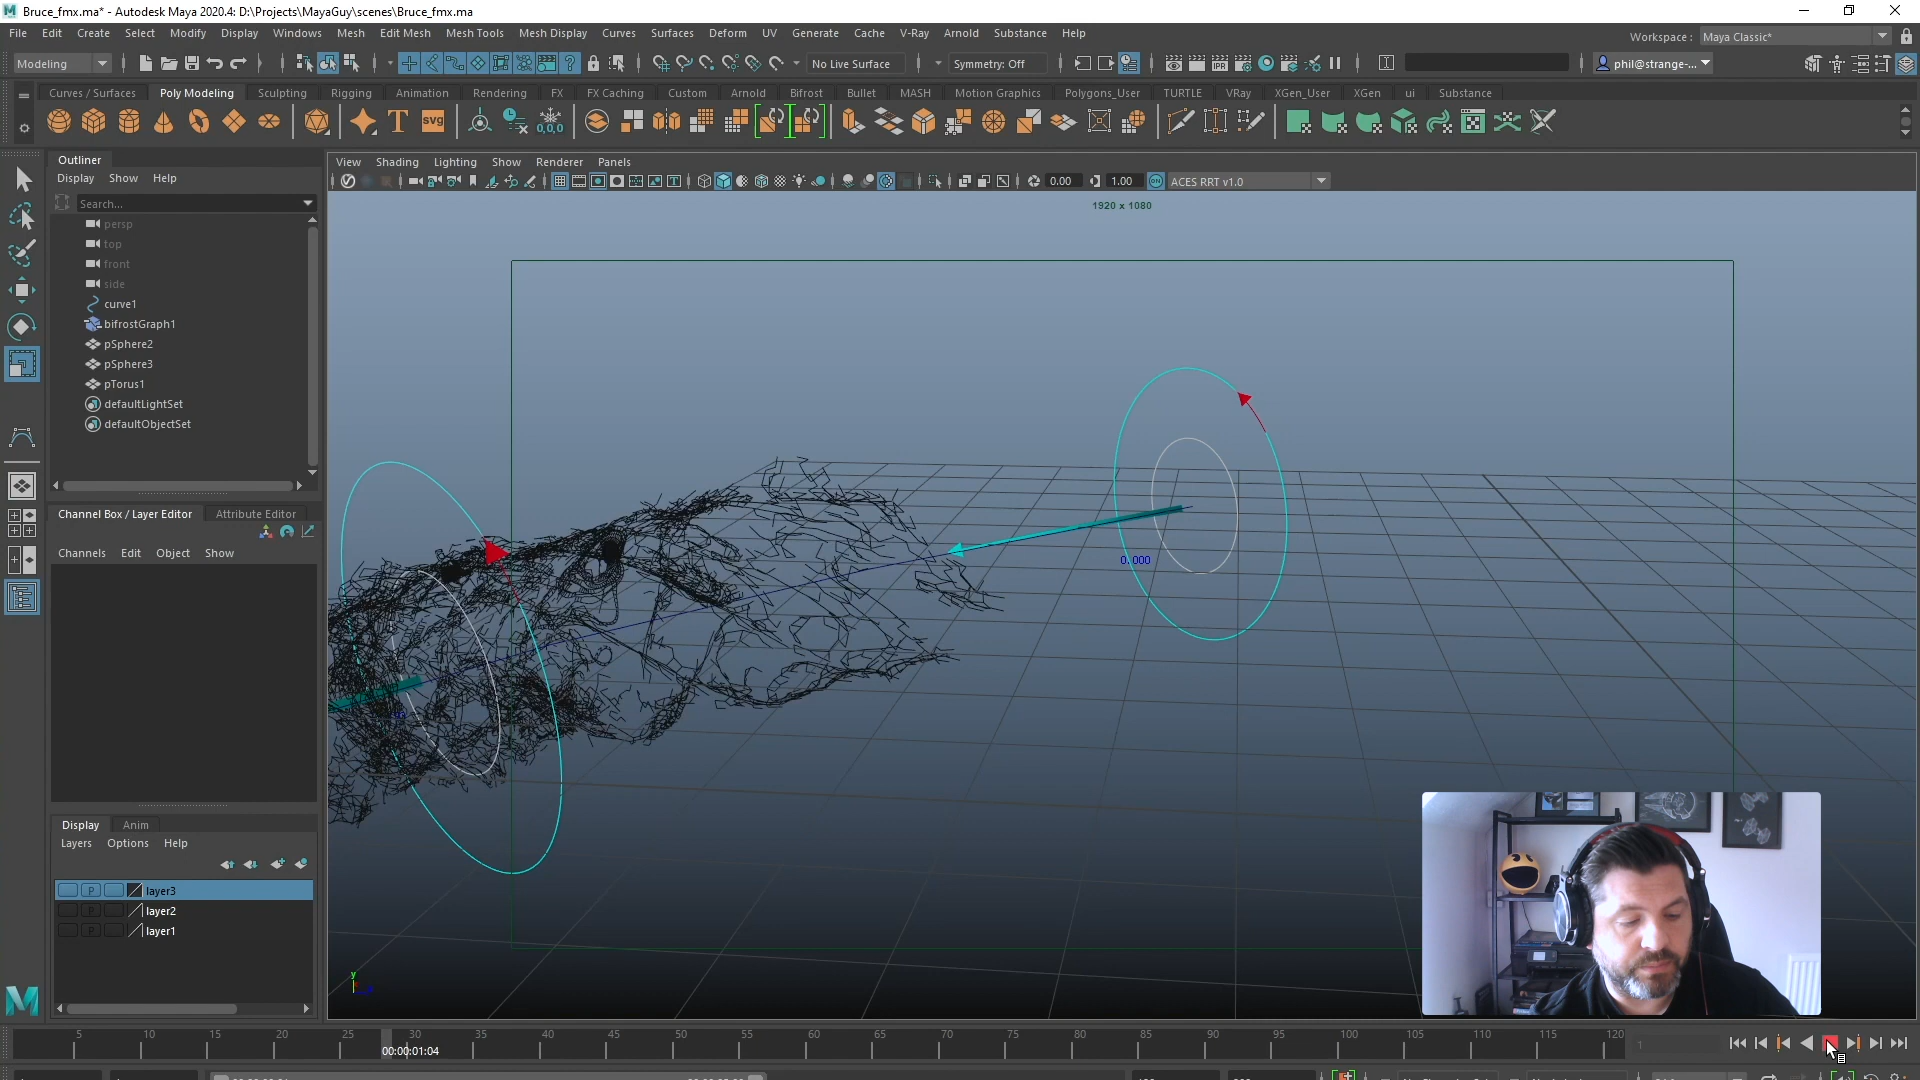 Bruce_fmx.ma* - Autodesk Maya 2020.4: D:\Projects\MayaGuy\scenes\Bruce_fmx.ma
File Edit Create Select Modify Display Windows Mesh Edit Mesh Mesh Tools Mesh Display Curves Surfaces Deform UV Generate Cache V-Ray Arnold Substance Help
Workspace : Maya Classic*
Modeling No Live Surface Symmetry: Off phil@strange-...
Curves / Surfaces Poly Modeling Sculpting Rigging Animation Rendering FX FX Caching Custom Arnold Bifrost Bullet MASH Motion Graphics Polygons_User TURTLE VRay XGen_User XGen ui Substance
svg 0,0,0
Outliner
Display Show Help
Search...
persp
top
front
side
curve1
bifrostGraph1
pSphere2
pSphere3
pTorus1
defaultLightSet
defaultObjectSet
View Shading Lighting Show Renderer Panels
0.00 1.00 ON ACES RRT v1.0
1920 x 1080
0.000
Channel Box / Layer Editor Attribute Editor
Channels Edit Object Show
Display Anim
Layers Options Help
P layer3
P layer2
P layer1
y
5 10 15 20 25 30 35 40 45 50 55 60 65 70 75 80 85 90 95 100 105 110 115 120
00:00:01:04
1